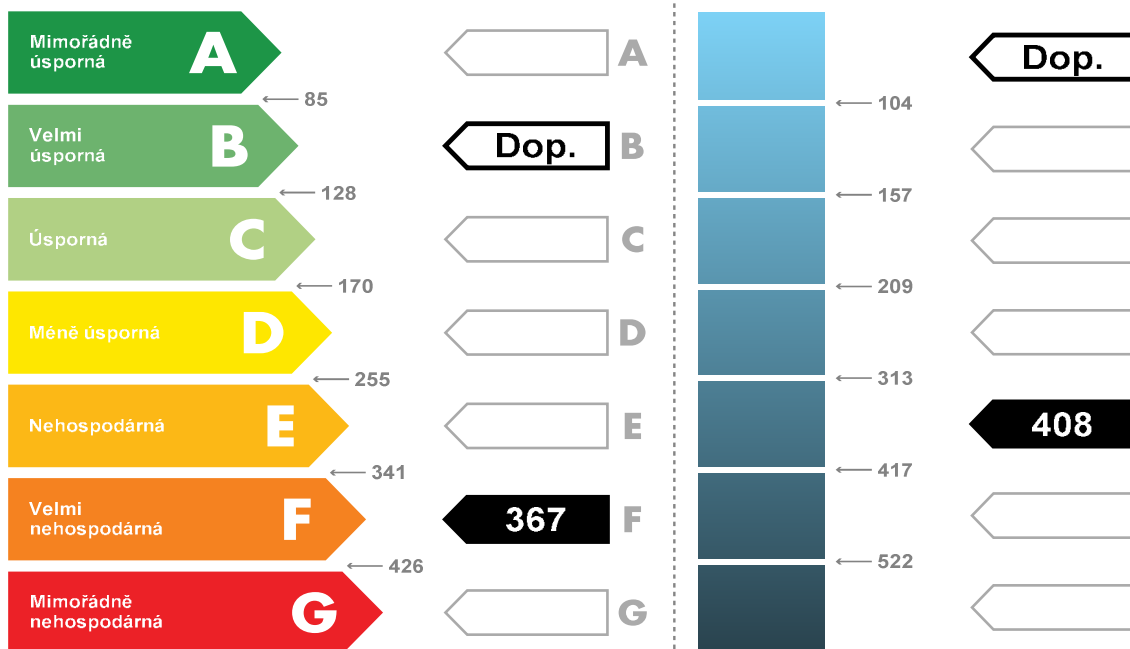 Mimořádně
úsporná
A
A
Dop.
85
104
Velmi
úsporná
B
Dop.
B
128
157
Úsporná
C
C
170
209
Méně úsporná
D
D
255
313
Nehospodárná
E
E
408
341
417
Velmi
nehospodárná
F
367
F
426
522
Mimořádně
nehospodárná
G
G